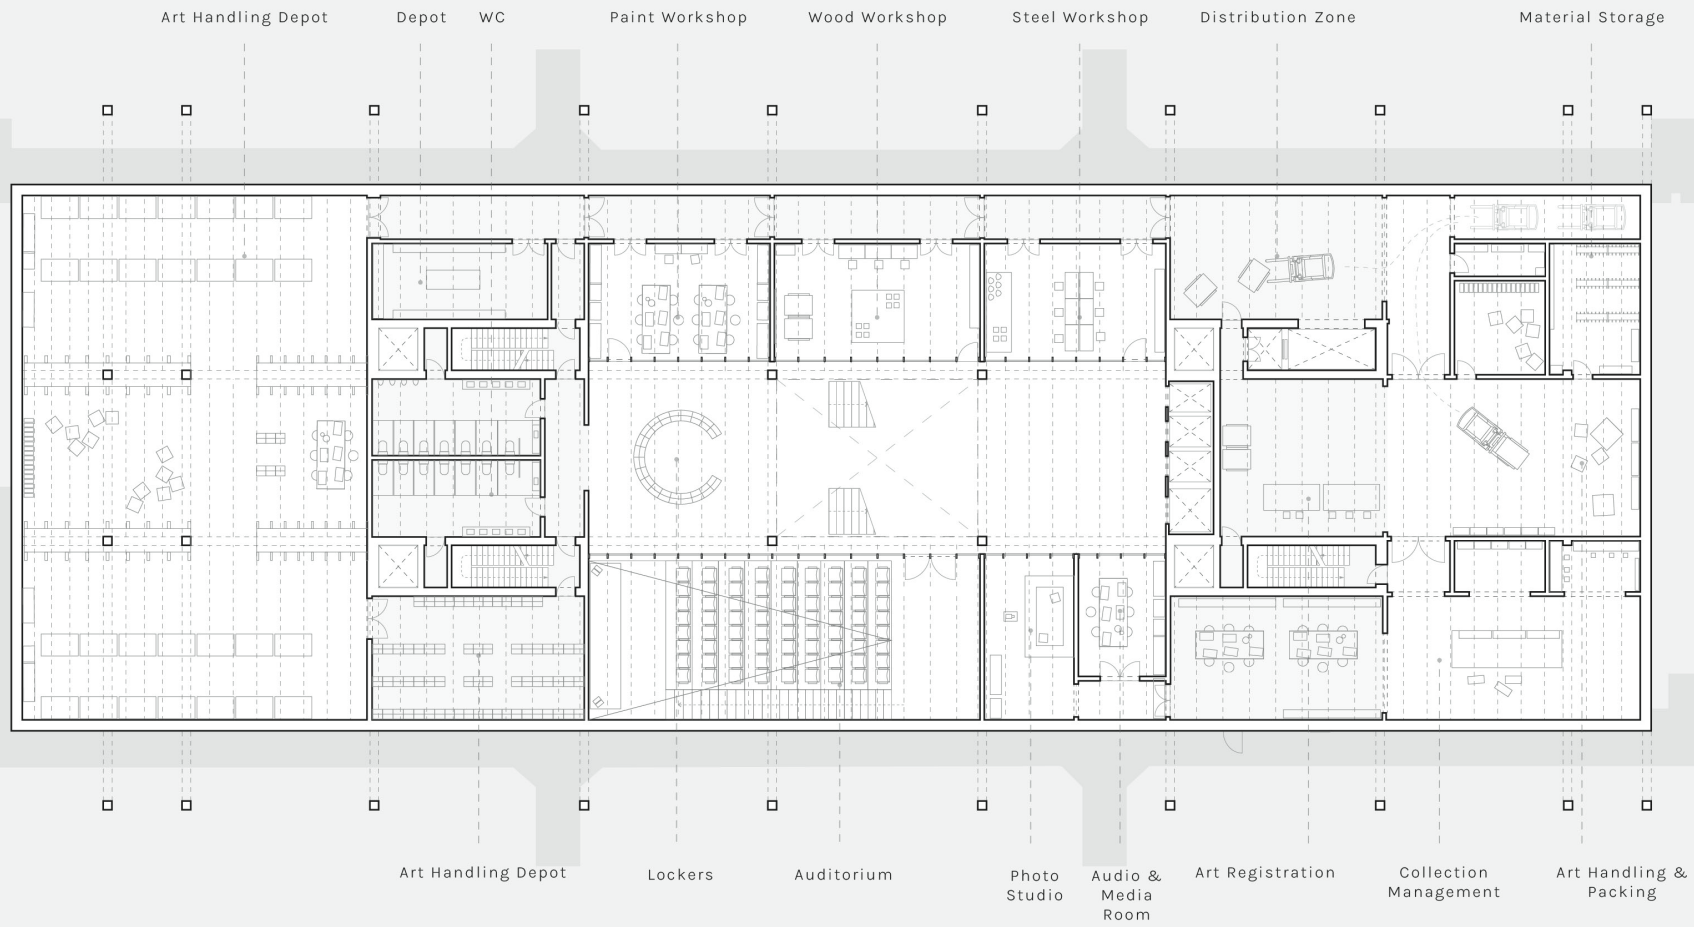 Art Handling Depot
Depot
WC
Paint Workshop
Wood Workshop
Steel Workshop
Distribution Zone
Material Storage
Art Handling Depot
Lockers
Auditorium
Photo
Studio
Audio &
Media
Room
Art Registration
Collection
Management
Art Handling &
Packing